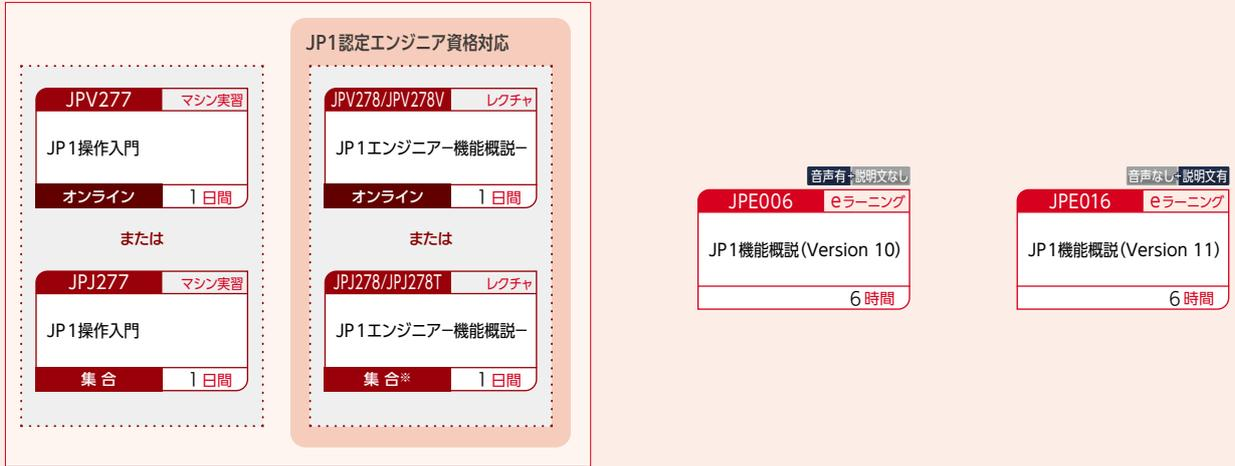 JP1認定エンジニア資格対応
JPV277 マシン実習
JP1操作入門
オンライン 1日間
または
JPJ277 マシン実習
JP1操作入門
集合 1日間
JPV278/JPV278V レクチャ
JP1エンジニアー機能概説ー
オンライン 1日間
または
JPJ278/JPJ278T レクチャ
JP1エンジニアー機能概説ー
集合※ 1日間
音声有・説明文なし
JPE006 eラーニング
JP1機能概説(Version 10)
6時間
音声なし・説明文有
JPE016 eラーニング
JP1機能概説(Version 11)
6時間